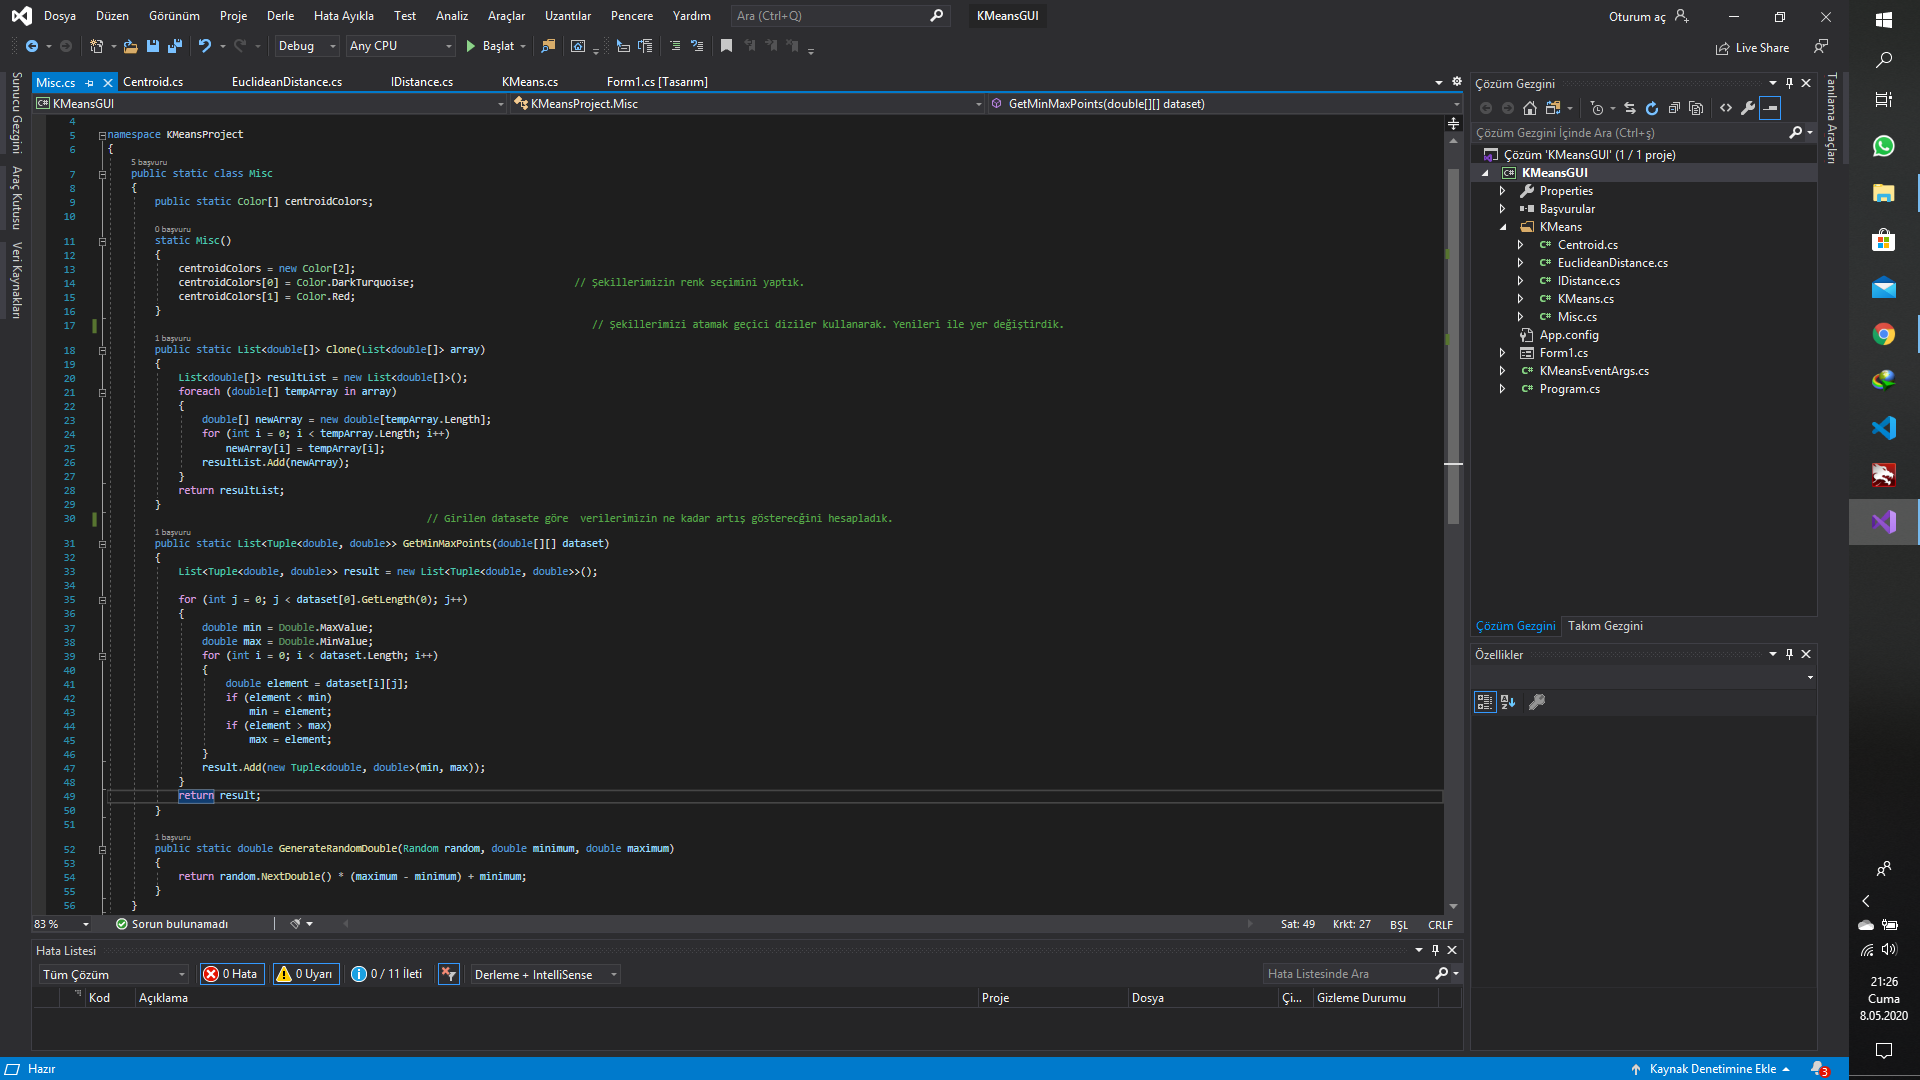 Dosya Düzen Görünüm Proje Derle Hata Ayıkla Test Analiz Araçlar Uzantılar Pencere Yardım Ara (Ctrl+Q) KMeansGUI Oturum aç
Debug Any CPU Başlat Live Share
Misc.cs Centroid.cs EuclideanDistance.cs IDistance.cs KMeans.cs Form1.cs [Tasarım]
KMeansGUI KMeansProject.Misc GetMinMaxPoints(double[][] dataset)
Sunucu Gezgini
Araç Kutusu
Veri Kaynakları
4
5 namespace KMeansProject
6 {
5 başvuru
7 public static class Misc
8 {
9 public static Color[] centroidColors;
10
0 başvuru
11 static Misc()
12 {
13 centroidColors = new Color[2];
14 centroidColors[0] = Color.DarkTurquoise; // Şekillerimizin renk seçimini yaptık.
15 centroidColors[1] = Color.Red;
16 }
17 // Şekillerimizi atamak geçici diziler kullanarak. Yenileri ile yer değiştirdik.
1 başvuru
18 public static List<double[]> Clone(List<double[]> array)
19 {
20 List<double[]> resultList = new List<double[]>();
21 foreach (double[] tempArray in array)
22 {
23 double[] newArray = new double[tempArray.Length];
24 for (int i = 0; i < tempArray.Length; i++)
25 newArray[i] = tempArray[i];
26 resultList.Add(newArray);
27 }
28 return resultList;
29 }
30 // Girilen datasete göre  verilerimizin ne kadar artış göstereceğini hesapladık.
1 başvuru
31 public static List<Tuple<double, double>> GetMinMaxPoints(double[][] dataset)
32 {
33 List<Tuple<double, double>> result = new List<Tuple<double, double>>();
34
35 for (int j = 0; j < dataset[0].GetLength(0); j++)
36 {
37 double min = Double.MaxValue;
38 double max = Double.MinValue;
39 for (int i = 0; i < dataset.Length; i++)
40 {
41 double element = dataset[i][j];
42 if (element < min)
43 min = element;
44 if (element > max)
45 max = element;
46 }
47 result.Add(new Tuple<double, double>(min, max));
48 }
49 return result;
50 }
51
1 başvuru
52 public static double GenerateRandomDouble(Random random, double minimum, double maximum)
53 {
54 return random.NextDouble() * (maximum - minimum) + minimum;
55 }
56 }
83 % Sorun bulunamadı Sat: 49 Krkt: 27 BŞL CRLF
Hata Listesi
Tüm Çözüm 0 Hata 0 Uyarı 0 / 11 İleti Derleme + IntelliSense Hata Listesinde Ara
Kod Açıklama Proje Dosya Çi... Gizleme Durumu
Çözüm Gezgini
Çözüm Gezgini İçinde Ara (Ctrl+ş)
Çözüm 'KMeansGUI' (1 / 1 proje)
KMeansGUI
Properties
Başvurular
KMeans
C# Centroid.cs
C# EuclideanDistance.cs
C# IDistance.cs
C# KMeans.cs
C# Misc.cs
App.config
Form1.cs
C# KMeansEventArgs.cs
C# Program.cs
Çözüm Gezgini Takım Gezgini
Özellikler
Tanılama Araçları
21:26
Cuma
8.05.2020
Hazır Kaynak Denetimine Ekle 3